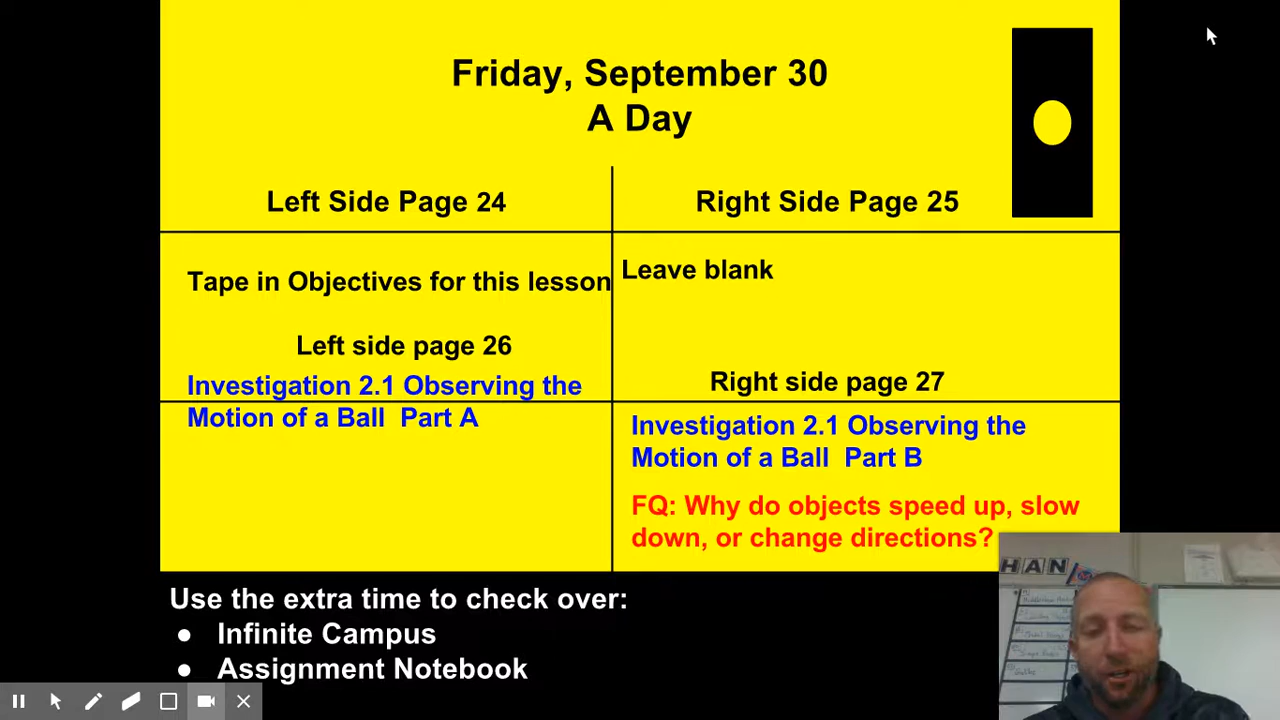 Friday, September 30
A Day
Left Side Page 24
Right Side Page 25
Tape in Objectives for this lesson
Leave blank
Left side page 26
Investigation 2.1 Observing the
Motion of a Ball  Part A
Right side page 27
Investigation 2.1 Observing the
Motion of a Ball  Part B
FQ: Why do objects speed up, slow
down, or change directions?
Use the extra time to check over:
● Infinite Campus
● Assignment Notebook
HAN